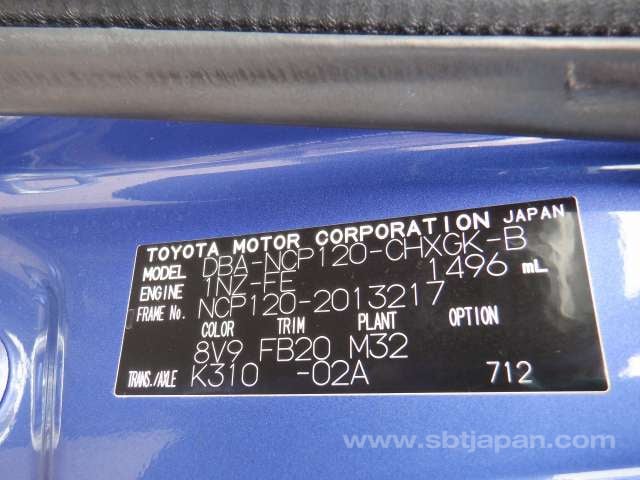 TOYOTA MOTOR CORPORATION JAPAN
MODEL DBA-NCP120-CHXGK-B
ENGINE 1NZ-FE 1496 mL
FRAME No. NCP120-2013217
COLOR TRIM PLANT OPTION
8V9 FB20 M32
TRANS./AXLE K310 -02A 712
www.sbtjapan.com